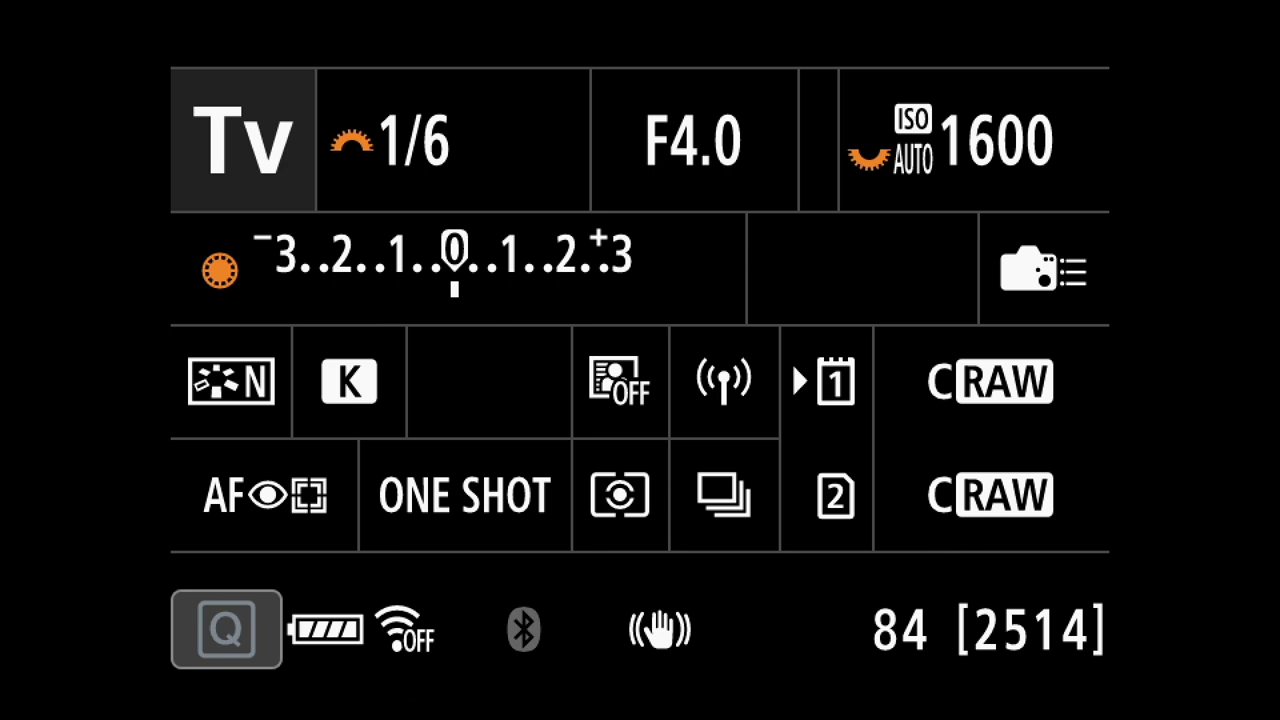 Tv 1/6 F4.0 ISO AUTO 1600
−3..2..1..0..1..2..+3
N K OFF 1 C RAW
AF ONE SHOT 2 C RAW
Q OFF 84 [2514]